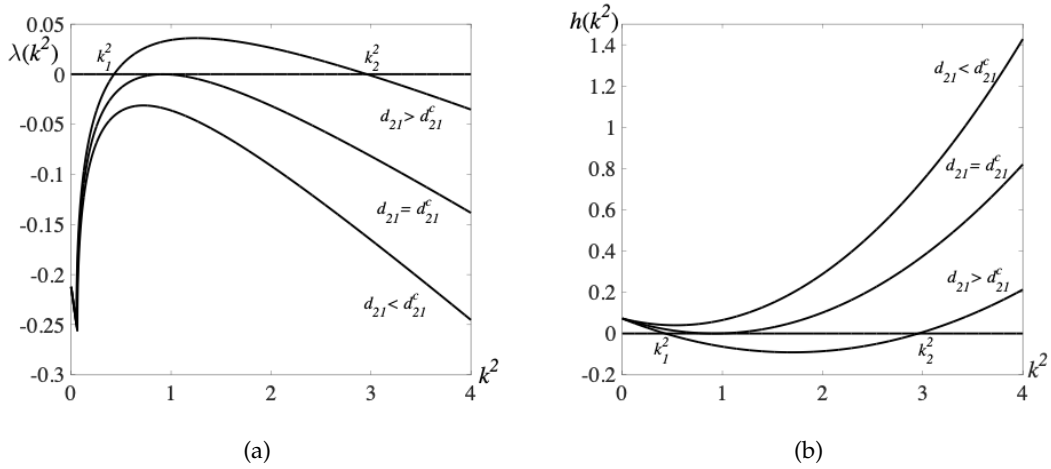 0.05
λ(k²)
k₁²
k₂²
0
-0.05
d₂₁ > d₂₁ᶜ
-0.1
d₂₁ = d₂₁ᶜ
-0.15
-0.2
d₂₁ < d₂₁ᶜ
-0.25
-0.3
0 1 2 3 4 k²
(a)
h(k²)
1.4
d₂₁ < d₂₁ᶜ
1.2
1
0.8
d₂₁ = d₂₁ᶜ
0.6
0.4
d₂₁ > d₂₁ᶜ
0.2
0
k₁²
k₂²
-0.2
0 1 2 3 4 k²
(b)